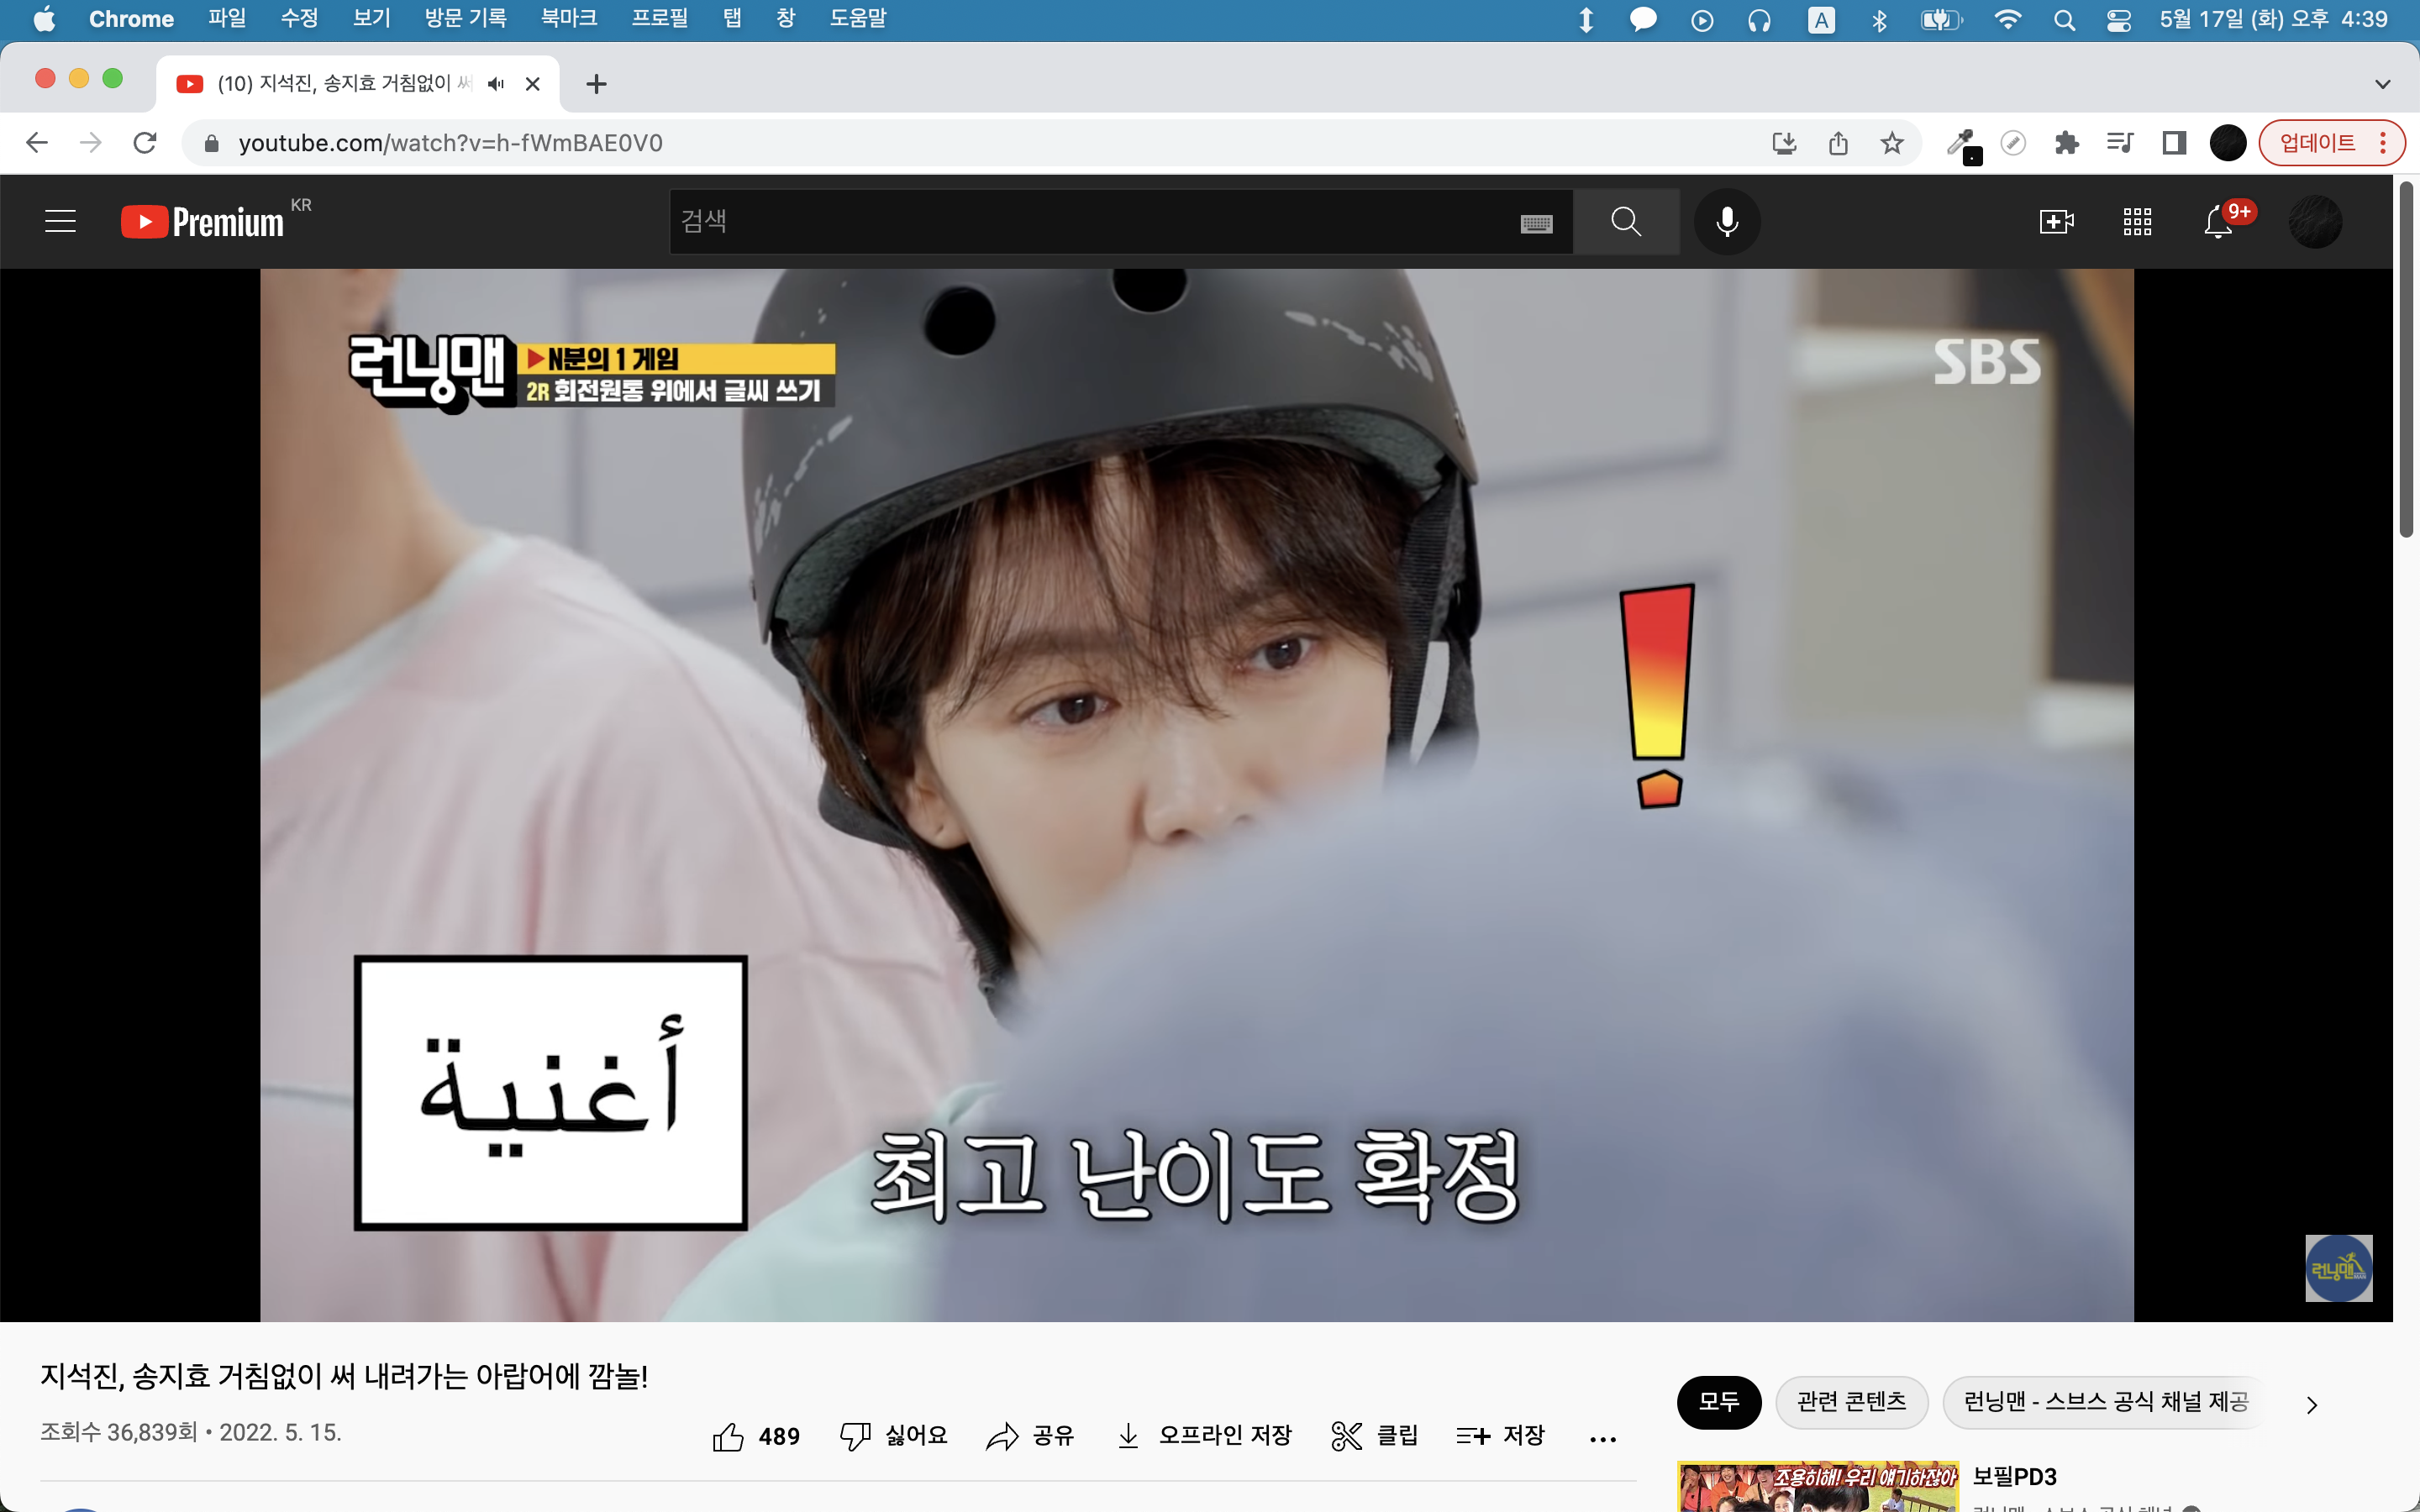 Chrome 파일 수정 보기 방문 기록 북마크 프로필 탭 창 도움말 A 5월 17일 (화) 오후 4:39
(10) 지석진, 송지효 거침없이 써
youtube.com/watch?v=h-fWmBAE0V0 업데이트
Premium KR 검색 9+
런닝맨 N분의 1 게임
2R 회전원통 위에서 글씨 쓰기
SBS
أغنية
최고 난이도 확정
런닝맨
지석진, 송지효 거침없이 써 내려가는 아랍어에 깜놀!
조회수 36,839회 • 2022. 5. 15.
489 싫어요 공유 오프라인 저장 클립 저장
모두 관련 콘텐츠 런닝맨 - 스브스 공식 채널 제공
조용히해! 우리 얘기하잖아
보필PD3